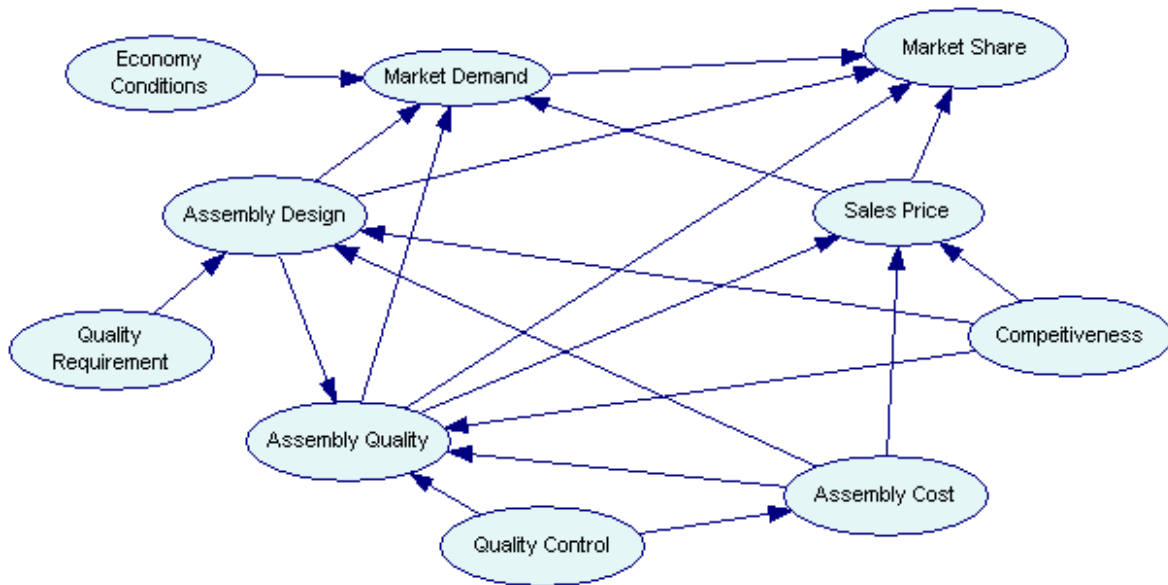 Economy
Conditions
Market Demand
Market Share
Assembly Design
Sales Price
Quality
Requirement
Compeitiveness
Assembly Quality
Assembly Cost
Quality Control